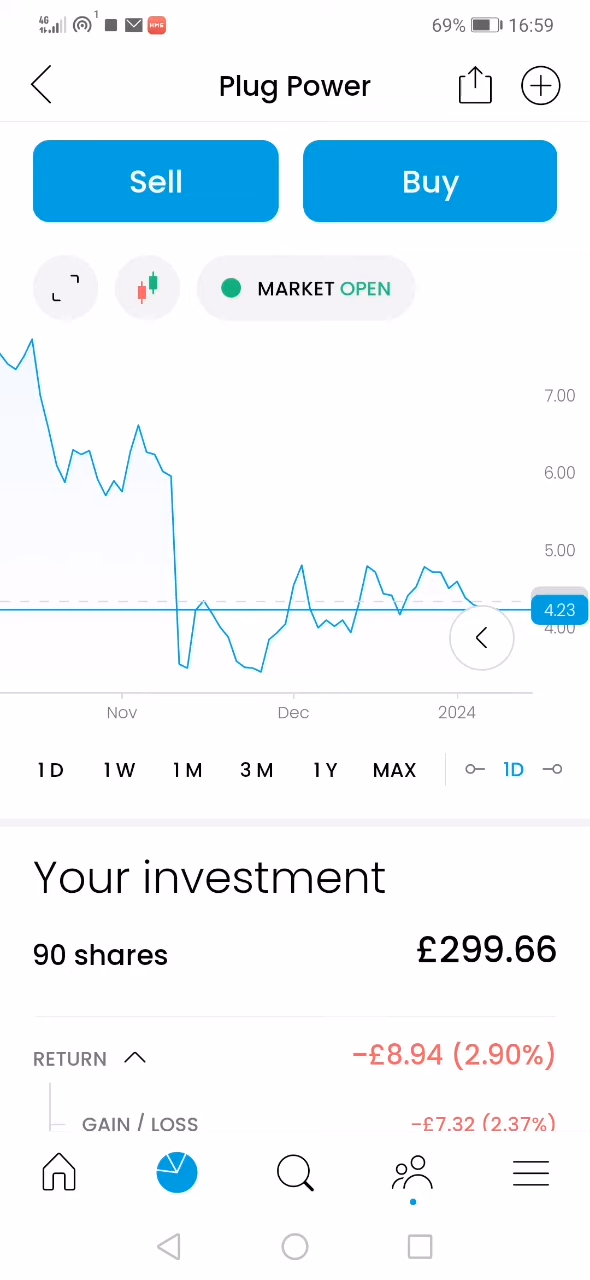 4G 1 69% 16:59
Plug Power
Sell Buy
MARKET OPEN
7.00
6.00
5.00
4.23
4.00
Nov Dec 2024
1D 1W 1M 3M 1Y MAX 1D
Your investment
90 shares £299.66
RETURN −£8.94 (2.90%)
GAIN / LOSS −£7.32 (2.37%)